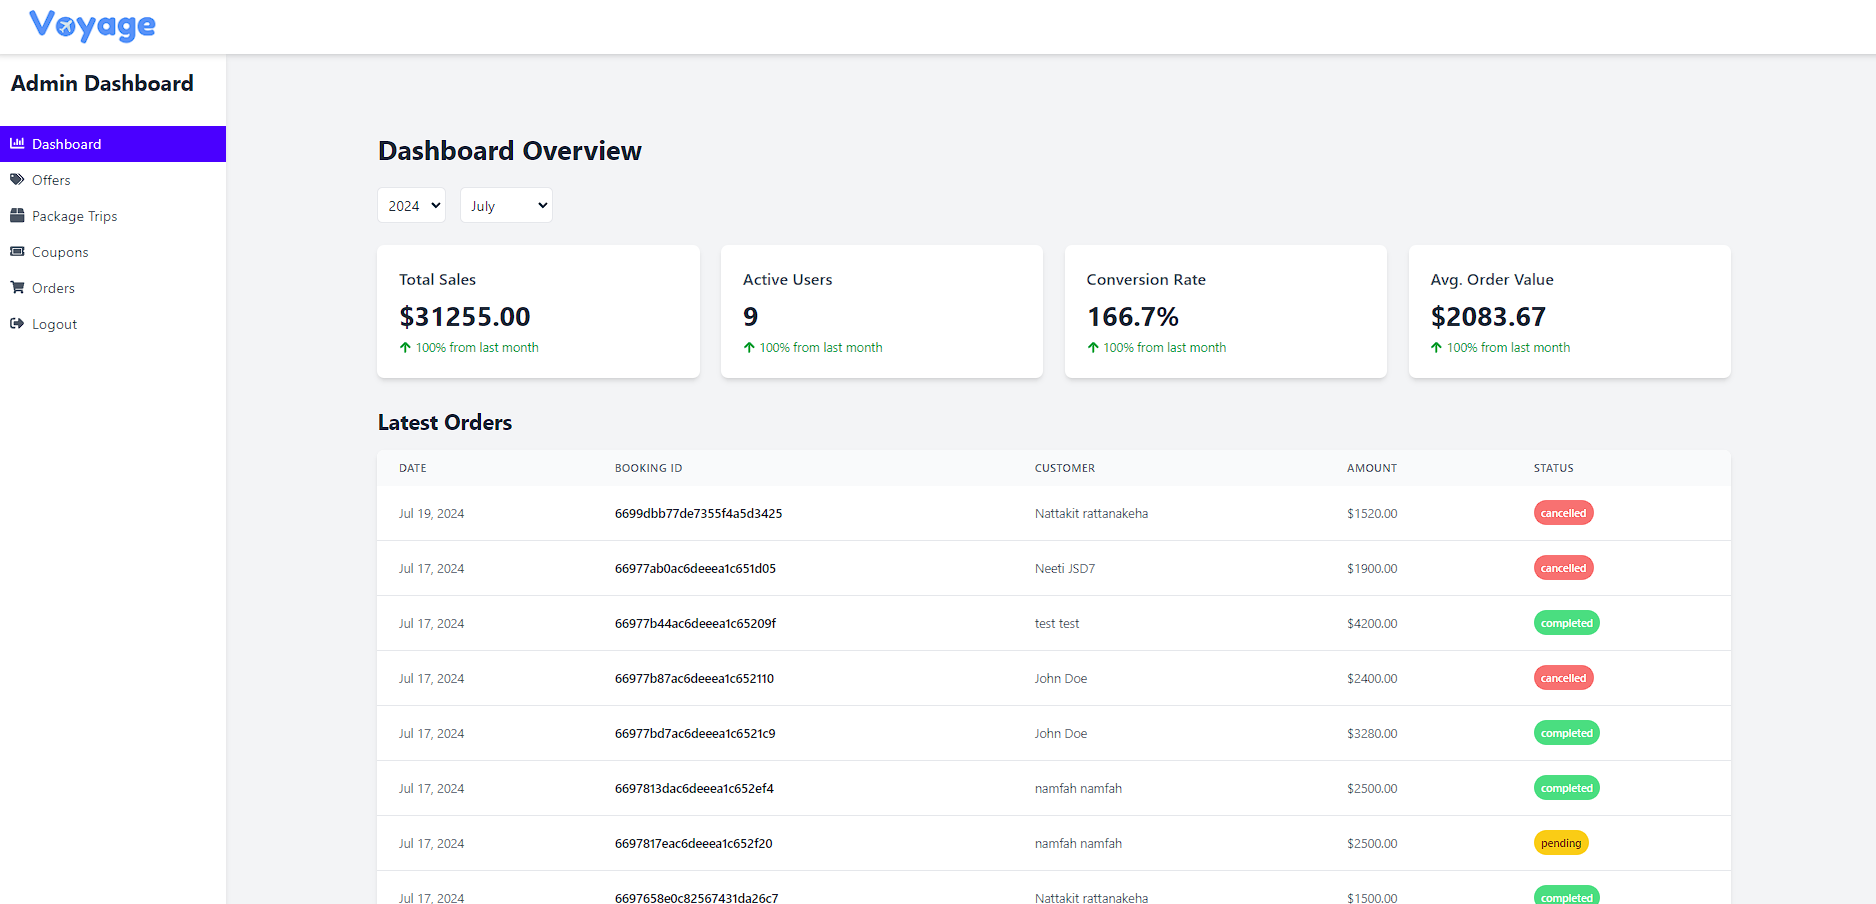 Voyage
Admin Dashboard
Dashboard
Offers
Package Trips
Coupons
Orders
Logout
Dashboard Overview
2024 July
Total Sales
$31255.00
100% from last month
Active Users
9
100% from last month
Conversion Rate
166.7%
100% from last month
Avg. Order Value
$2083.67
100% from last month
Latest Orders
DATE BOOKING ID CUSTOMER AMOUNT STATUS
Jul 19, 2024 6699dbb77de7355f4a5d3425 Nattakit rattanakeha $1520.00 cancelled
Jul 17, 2024 66977ab0ac6deeea1c651d05 Neeti JSD7 $1900.00 cancelled
Jul 17, 2024 66977b44ac6deeea1c65209f test test $4200.00 completed
Jul 17, 2024 66977b87ac6deeea1c652110 John Doe $2400.00 cancelled
Jul 17, 2024 66977bd7ac6deeea1c6521c9 John Doe $3280.00 completed
Jul 17, 2024 6697813dac6deeea1c652ef4 namfah namfah $2500.00 completed
Jul 17, 2024 6697817eac6deeea1c652f20 namfah namfah $2500.00 pending
Jul 17, 2024 6697658e0c82567431da26c7 Nattakit rattanakeha $1500.00 completed